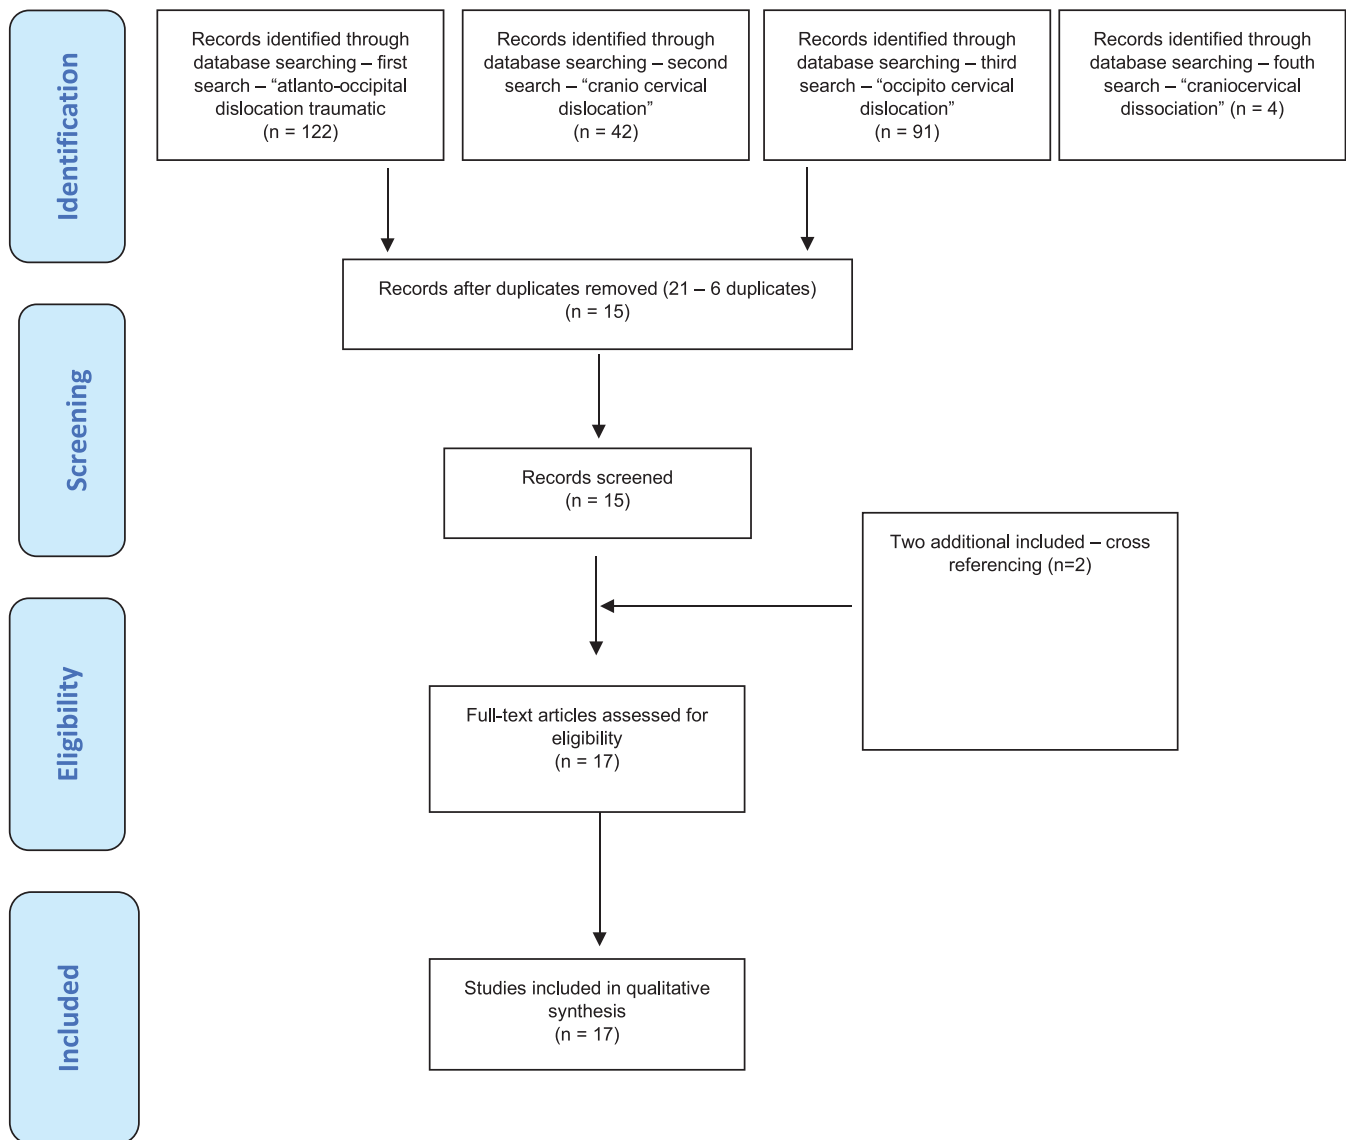 Identification
Records identified through
database searching – first
search – “atlanto-occipital
dislocation traumatic
(n = 122)
Records identified through
database searching – second
search – “cranio cervical
dislocation”
(n = 42)
Records identified through
database searching – third
search – “occipito cervical
dislocation”
(n = 91)
Records identified through
database searching – fouth
search – “craniocervical
dissociation” (n = 4)
Records after duplicates removed (21 – 6 duplicates)
(n = 15)
Screening
Records screened
(n = 15)
Two additional included – cross
referencing (n=2)
Eligibility
Full-text articles assessed for
eligibility
(n = 17)
Included
Studies included in qualitative
synthesis
(n = 17)